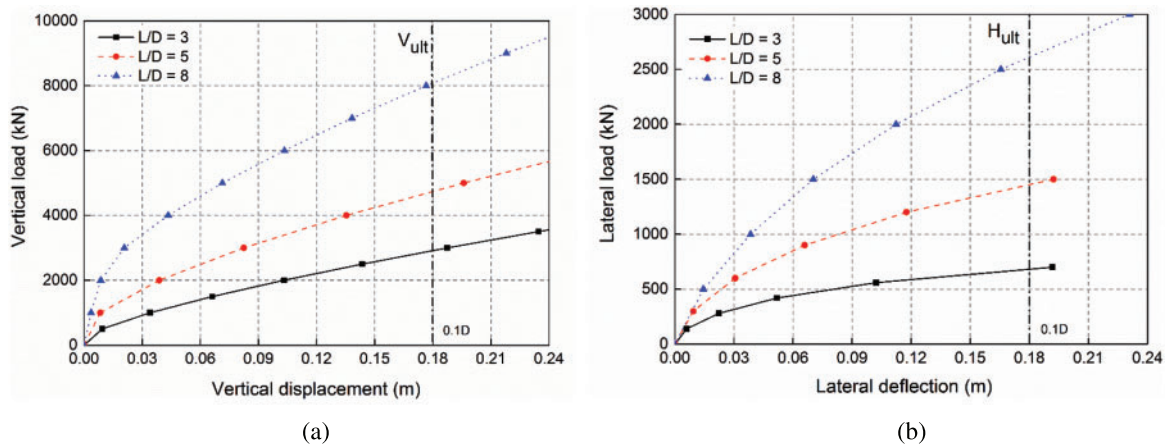 10000
8000
6000
4000
2000
0
0.00 0.03 0.06 0.09 0.12 0.15 0.18 0.21 0.24
Vertical load (kN)
Vertical displacement (m)
L/D = 3
L/D = 5
L/D = 8
Vult
0.1D
(a)
3000
2500
2000
1500
1000
500
0
0.00 0.03 0.06 0.09 0.12 0.15 0.18 0.21 0.24
Lateral load (kN)
Lateral deflection (m)
L/D = 3
L/D = 5
L/D = 8
Hult
0.1D
(b)